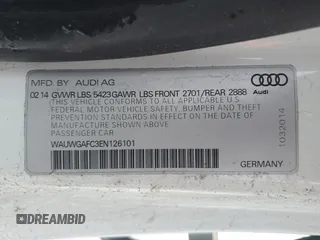 MFD. BY AUDI AG
02 14 GVWR LBS 5423 GAWR LBS FRONT 2701/REAR 2888
THIS VEHICLE CONFORMS TO ALL APPLICABLE U.S.
FEDERAL MOTOR VEHICLE SAFETY, BUMPER AND THEFT
PREVENTION STANDARDS IN EFFECT ON THE DATE OF
MANUFACTURE SHOWN ABOVE.
PASSENGER CAR
WAUWGAFC3EN126101
GERMANY
Audi
1032014
DREAMBID